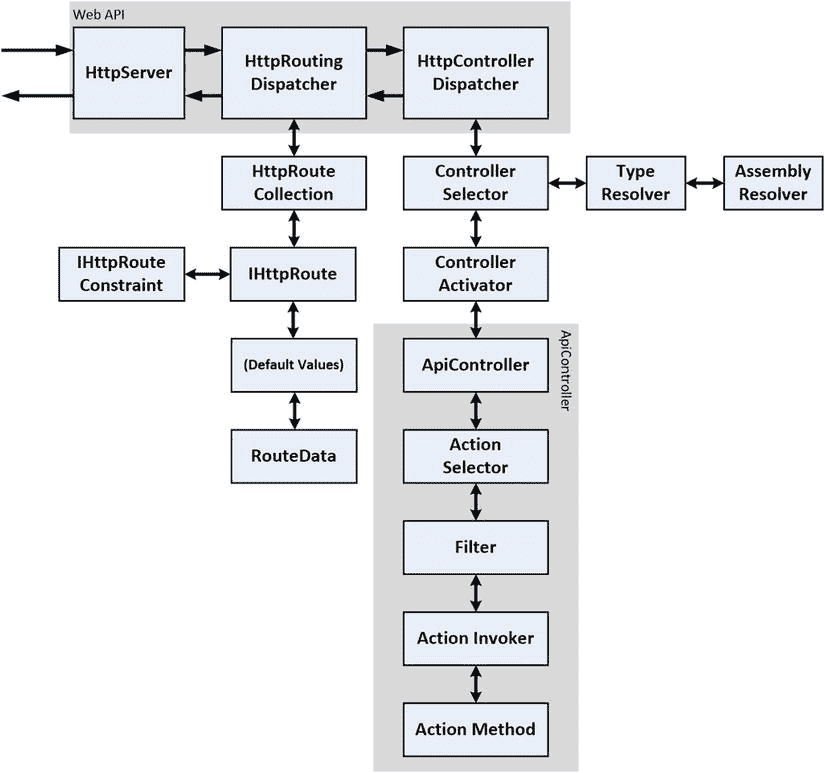 Web API
HttpServer
HttpRouting
Dispatcher
HttpController
Dispatcher
HttpRoute
Collection
Controller
Selector
Type
Resolver
Assembly
Resolver
IHttpRoute
Constraint
IHttpRoute
Controller
Activator
ApiController
(Default Values)
ApiController
RouteData
Action
Selector
Filter
Action Invoker
Action Method